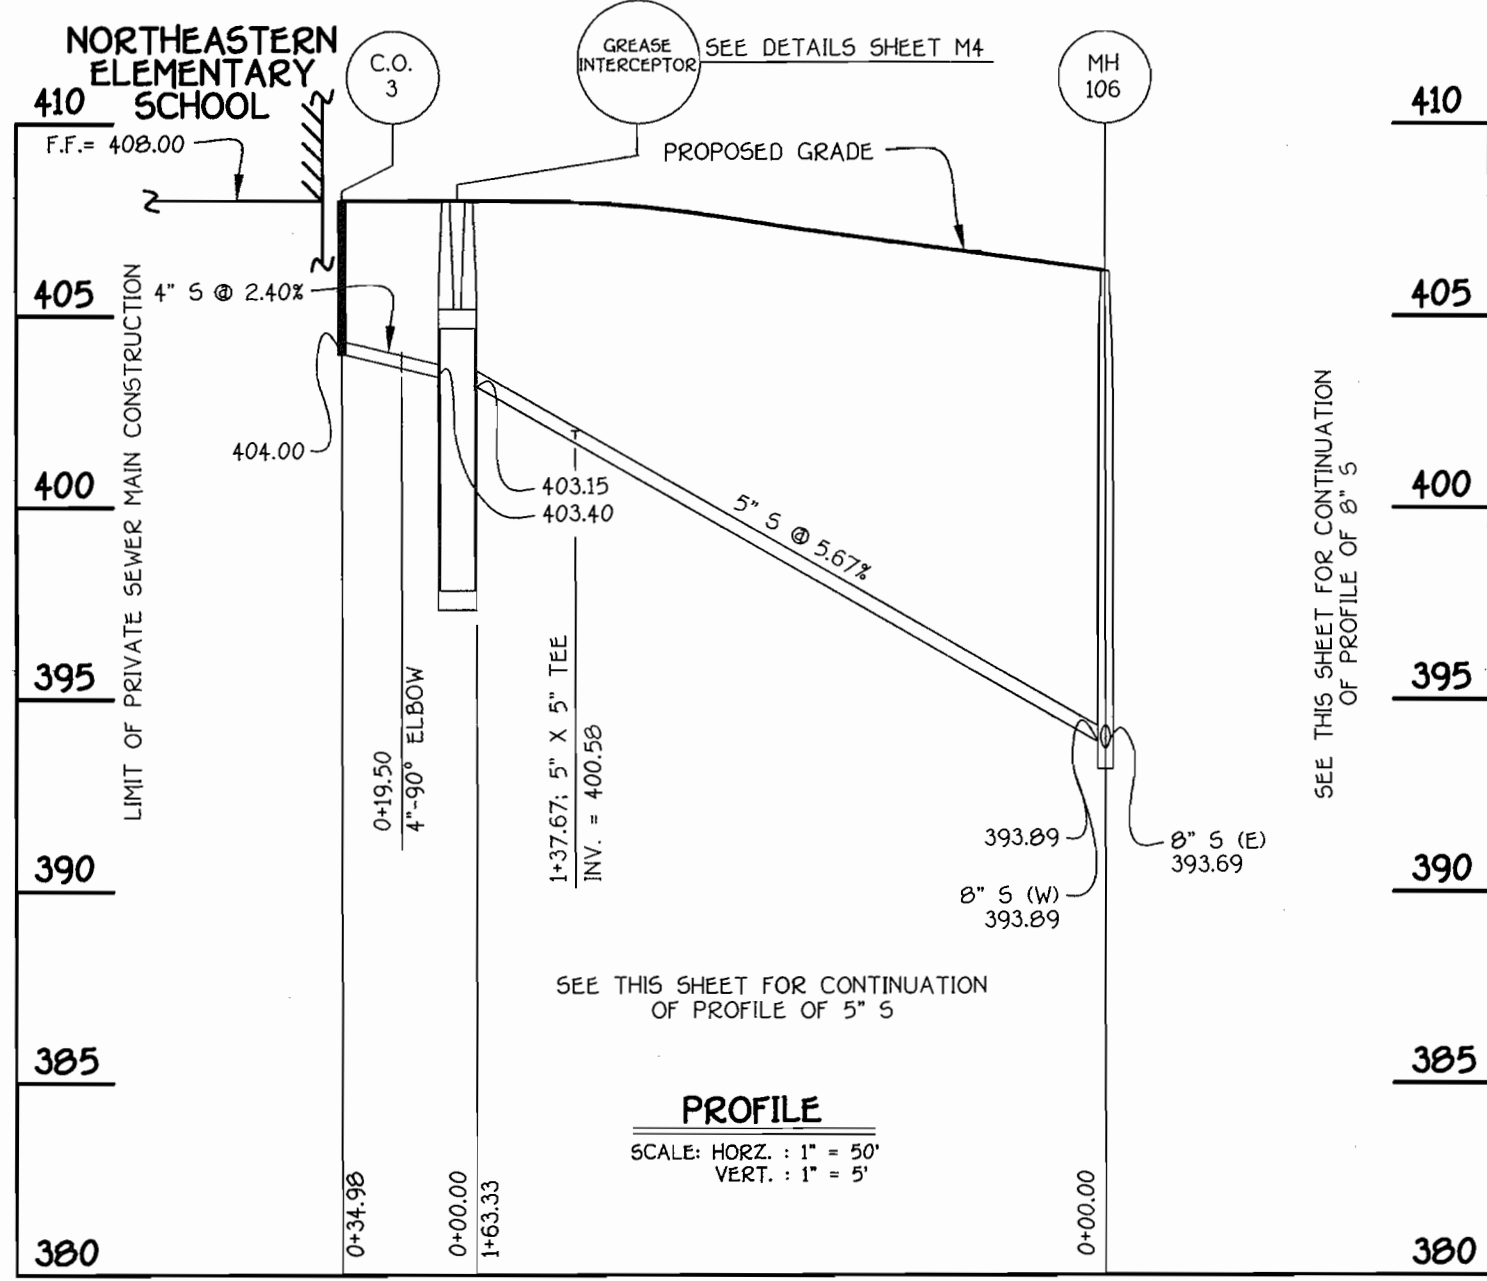 NORTHEASTERN
ELEMENTARY
SCHOOL
C.O.
3
GREASE
INTERCEPTOR
SEE DETAILS SHEET M4
MH
106
410
410
F.F.= 408.00
PROPOSED GRADE
405
405
4" S @ 2.40%
LIMIT OF PRIVATE SEWER MAIN CONSTRUCTION
404.00
400
400
403.15
403.40
5" S @ 5.67%
SEE THIS SHEET FOR CONTINUATION
OF PROFILE OF 8" S
395
395
0+19.50
4"-90° ELBOW
1+37.67; 5" X 5" TEE
INV. = 400.58
393.89
8" S (E)
393.69
390
390
8" S (W)
393.89
SEE THIS SHEET FOR CONTINUATION
OF PROFILE OF 5" S
385
385
PROFILE
SCALE: HORZ. : 1" = 50'
VERT. : 1" = 5'
0+34.98
0+00.00
1+63.33
0+00.00
380
380